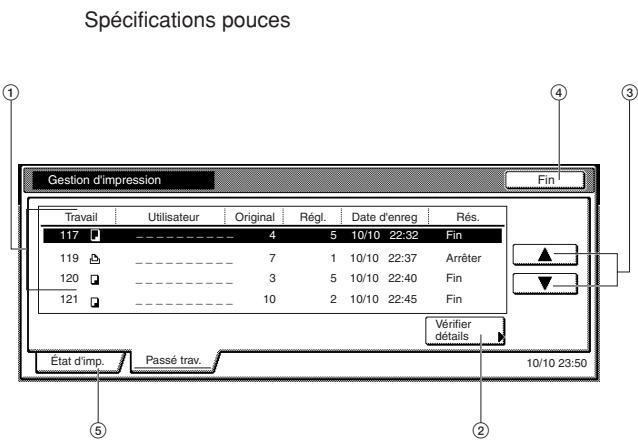 Spécifications pouces
① ④ ③
Gestion d'impression Fin
Travail Utilisateur Original Régl. Date d'enreg Rés.
117 _ _ _ _ _ _ _ _ _ _ 4 5 10/10 22:32 Fin
119 _ _ _ _ _ _ _ _ _ _ 7 1 10/10 22:37 Arrêter
120 _ _ _ _ _ _ _ _ _ _ 3 5 10/10 22:40 Fin
121 _ _ _ _ _ _ _ _ _ _ 10 2 10/10 22:45 Fin
Vérifier
détails
État d'imp. Passé trav. 10/10 23:50
⑤ ②